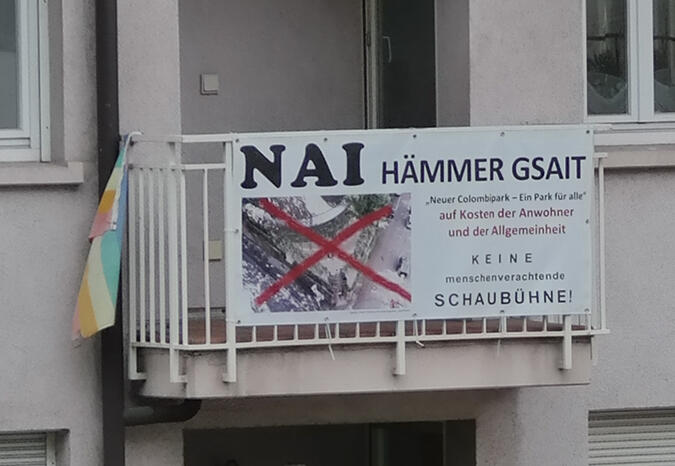 NAI HÄMMER GSAIT
„Neuer Colombipark – Ein Park für alle"
auf Kosten der Anwohner
und der Allgemeinheit
KEINE
menschenverachtende
SCHAUBÜHNE!